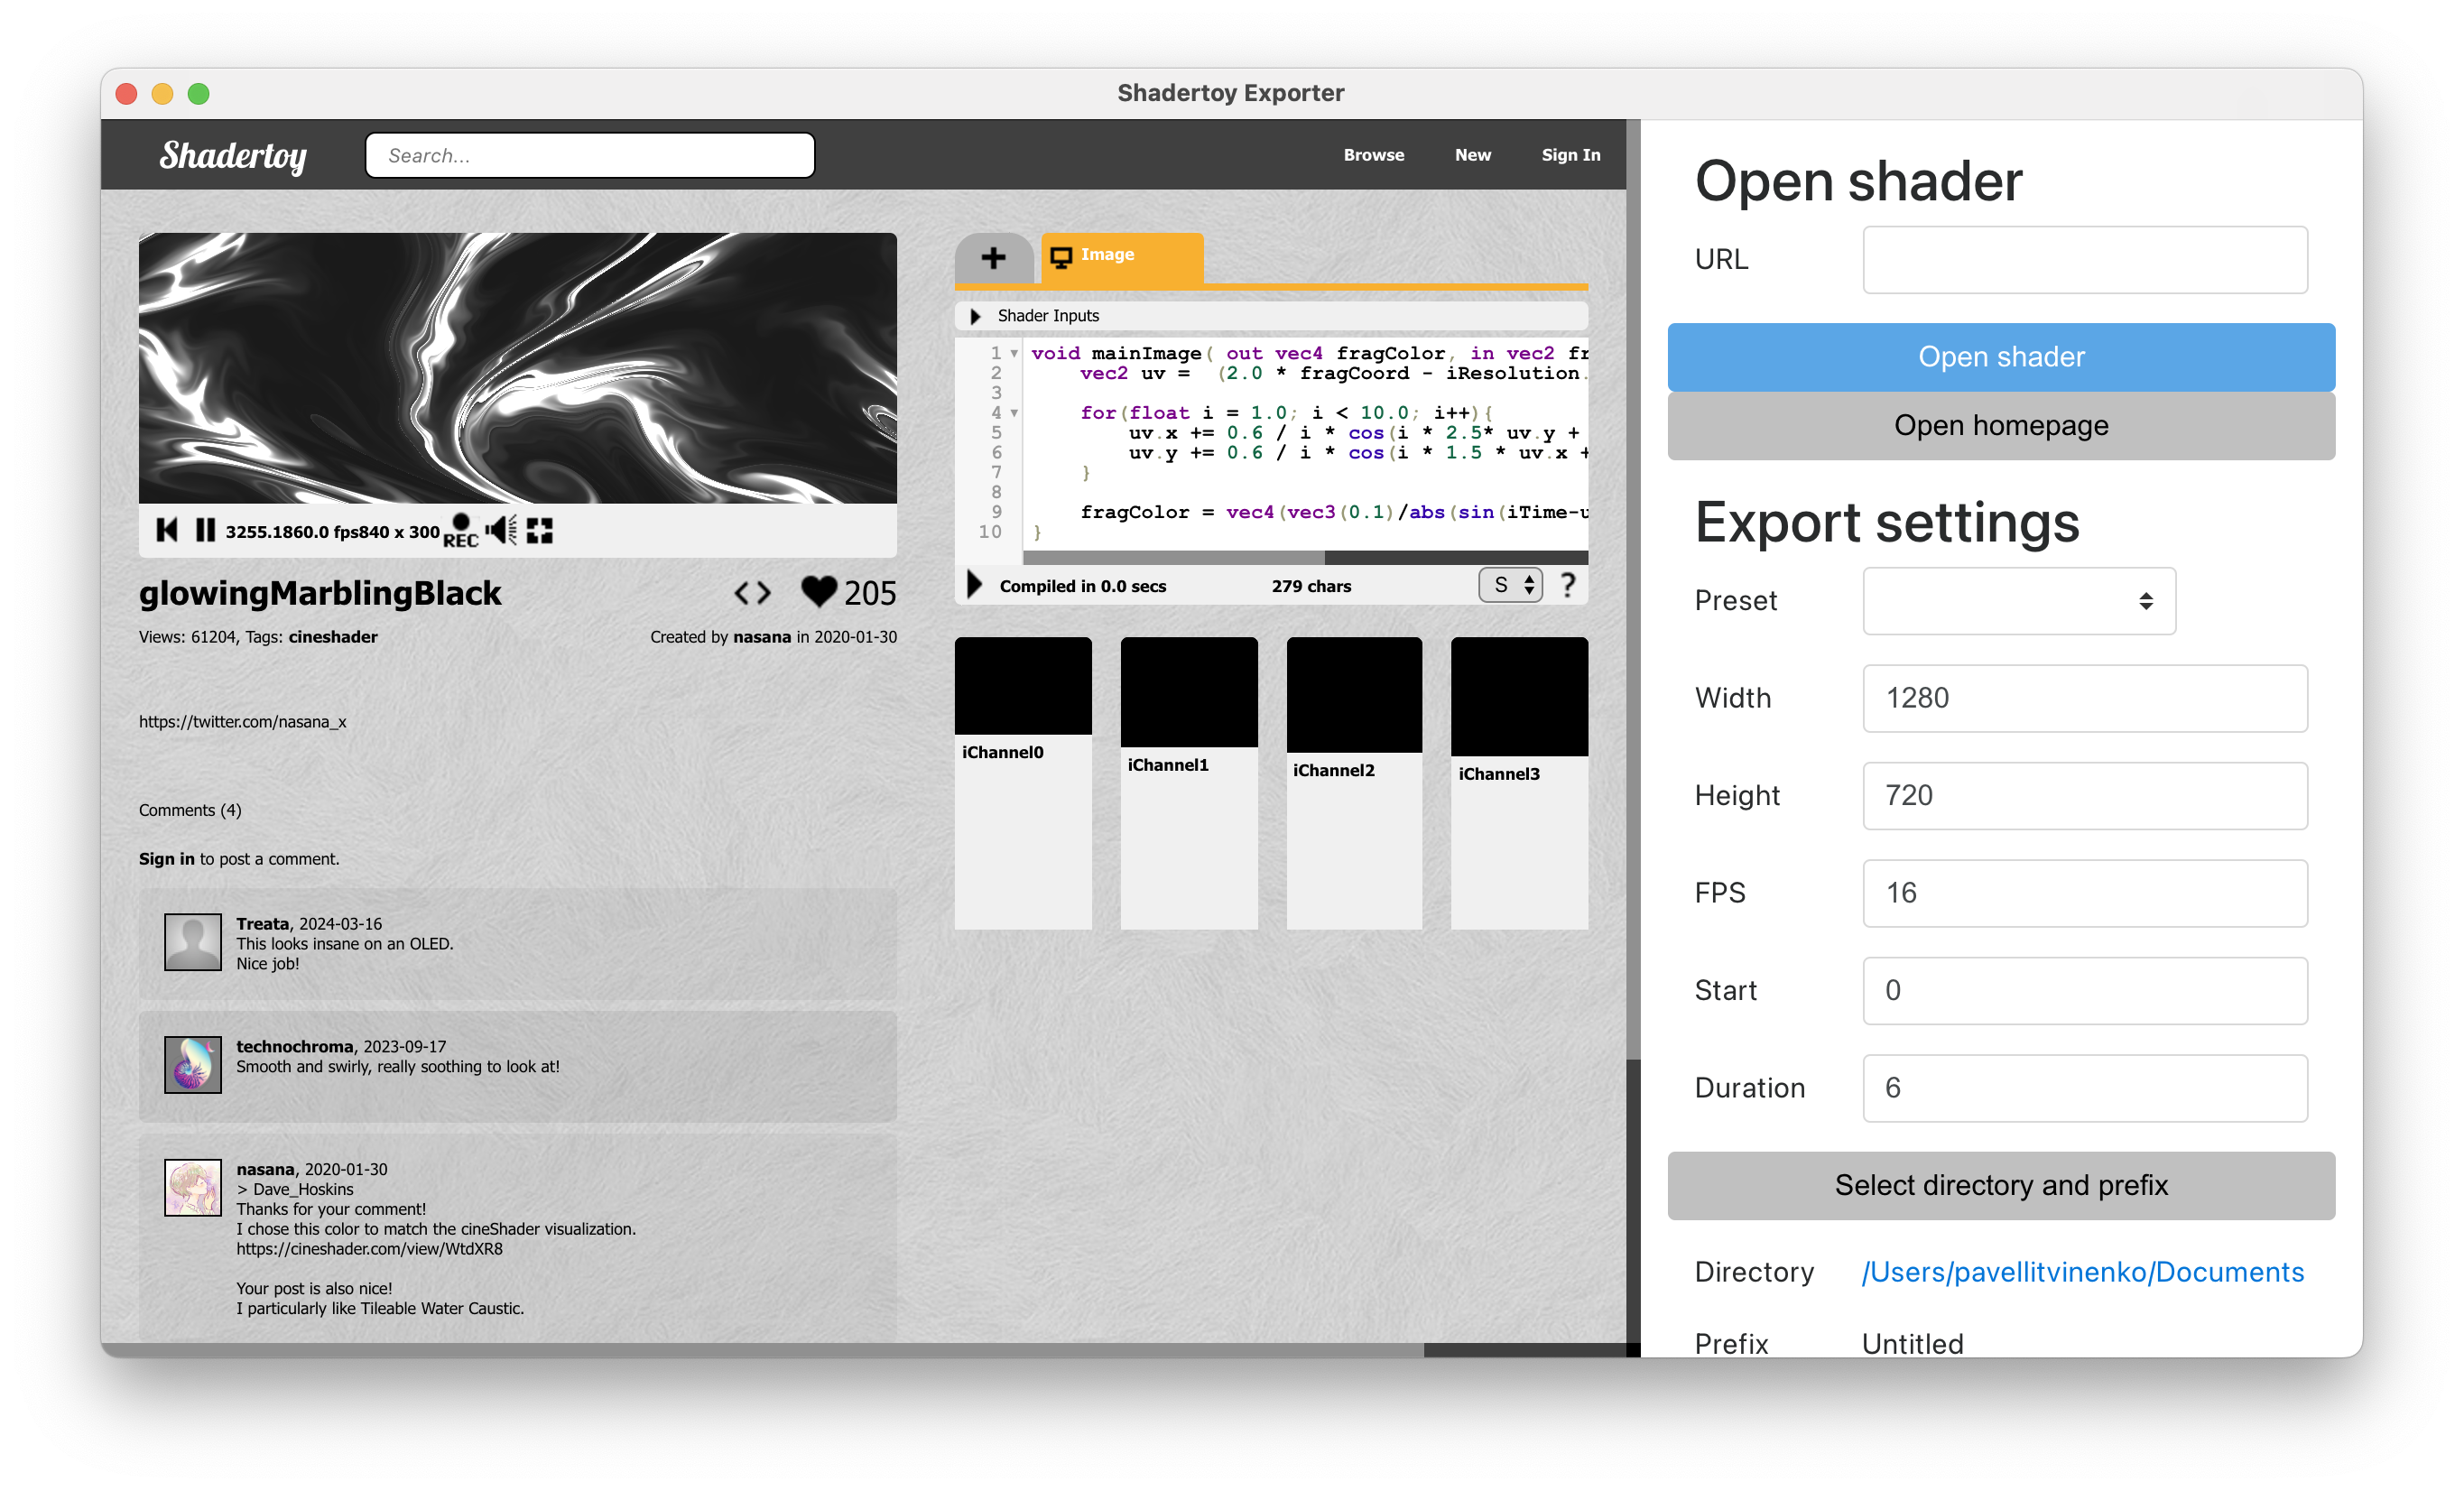 Shadertoy Exporter
Shadertoy
Search...
Browse New Sign In
3255.18 60.0 fps 840 x 300 REC
glowingMarblingBlack
205
Views: 61204, Tags: cineshader
Created by nasana in 2020-01-30
https://twitter.com/nasana_x
Comments (4)
Sign in to post a comment.
Treata, 2024-03-16
This looks insane on an OLED.
Nice job!
technochroma, 2023-09-17
Smooth and swirly, really soothing to look at!
nasana, 2020-01-30
> Dave_Hoskins
Thanks for your comment!
I chose this color to match the cineShader visualization.
https://cineshader.com/view/WtdXR8
Your post is also nice!
I particularly like Tileable Water Caustic.
+ Image
Shader Inputs
1 void mainImage( out vec4 fragColor, in vec2 fr
2 vec2 uv = (2.0 * fragCoord - iResolution.
3
4 for(float i = 1.0; i < 10.0; i++){
5 uv.x += 0.6 / i * cos(i * 2.5* uv.y +
6 uv.y += 0.6 / i * cos(i * 1.5 * uv.x +
7 }
8
9 fragColor = vec4(vec3(0.1)/abs(sin(iTime-u
10 }
Compiled in 0.0 secs 279 chars S ?
iChannel0
iChannel1
iChannel2
iChannel3
Open shader
URL
Open shader
Open homepage
Export settings
Preset
Width 1280
Height 720
FPS 16
Start 0
Duration 6
Select directory and prefix
Directory /Users/pavellitvinenko/Documents
Prefix Untitled